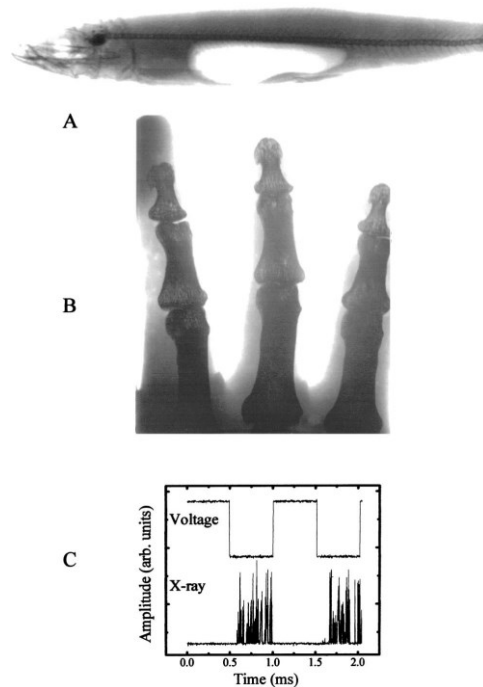 A
B
C
Amplitude (arb. units)
Voltage
X-ray
0.0 0.5 1.0 1.5 2.0
Time (ms)